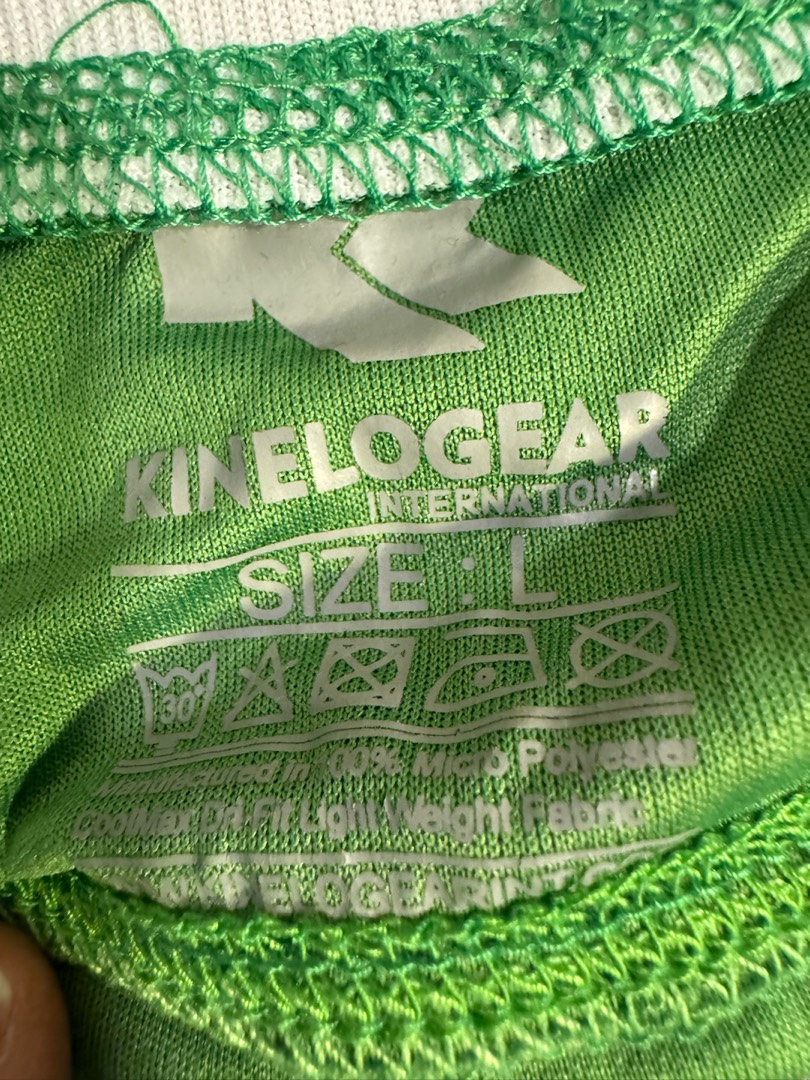 KINELOGEAR
INTERNATIONAL
SIZE : L
30°
Manufactured in 100% Micro Polyester
CoolMax Dri Fit Light Weight Fabric